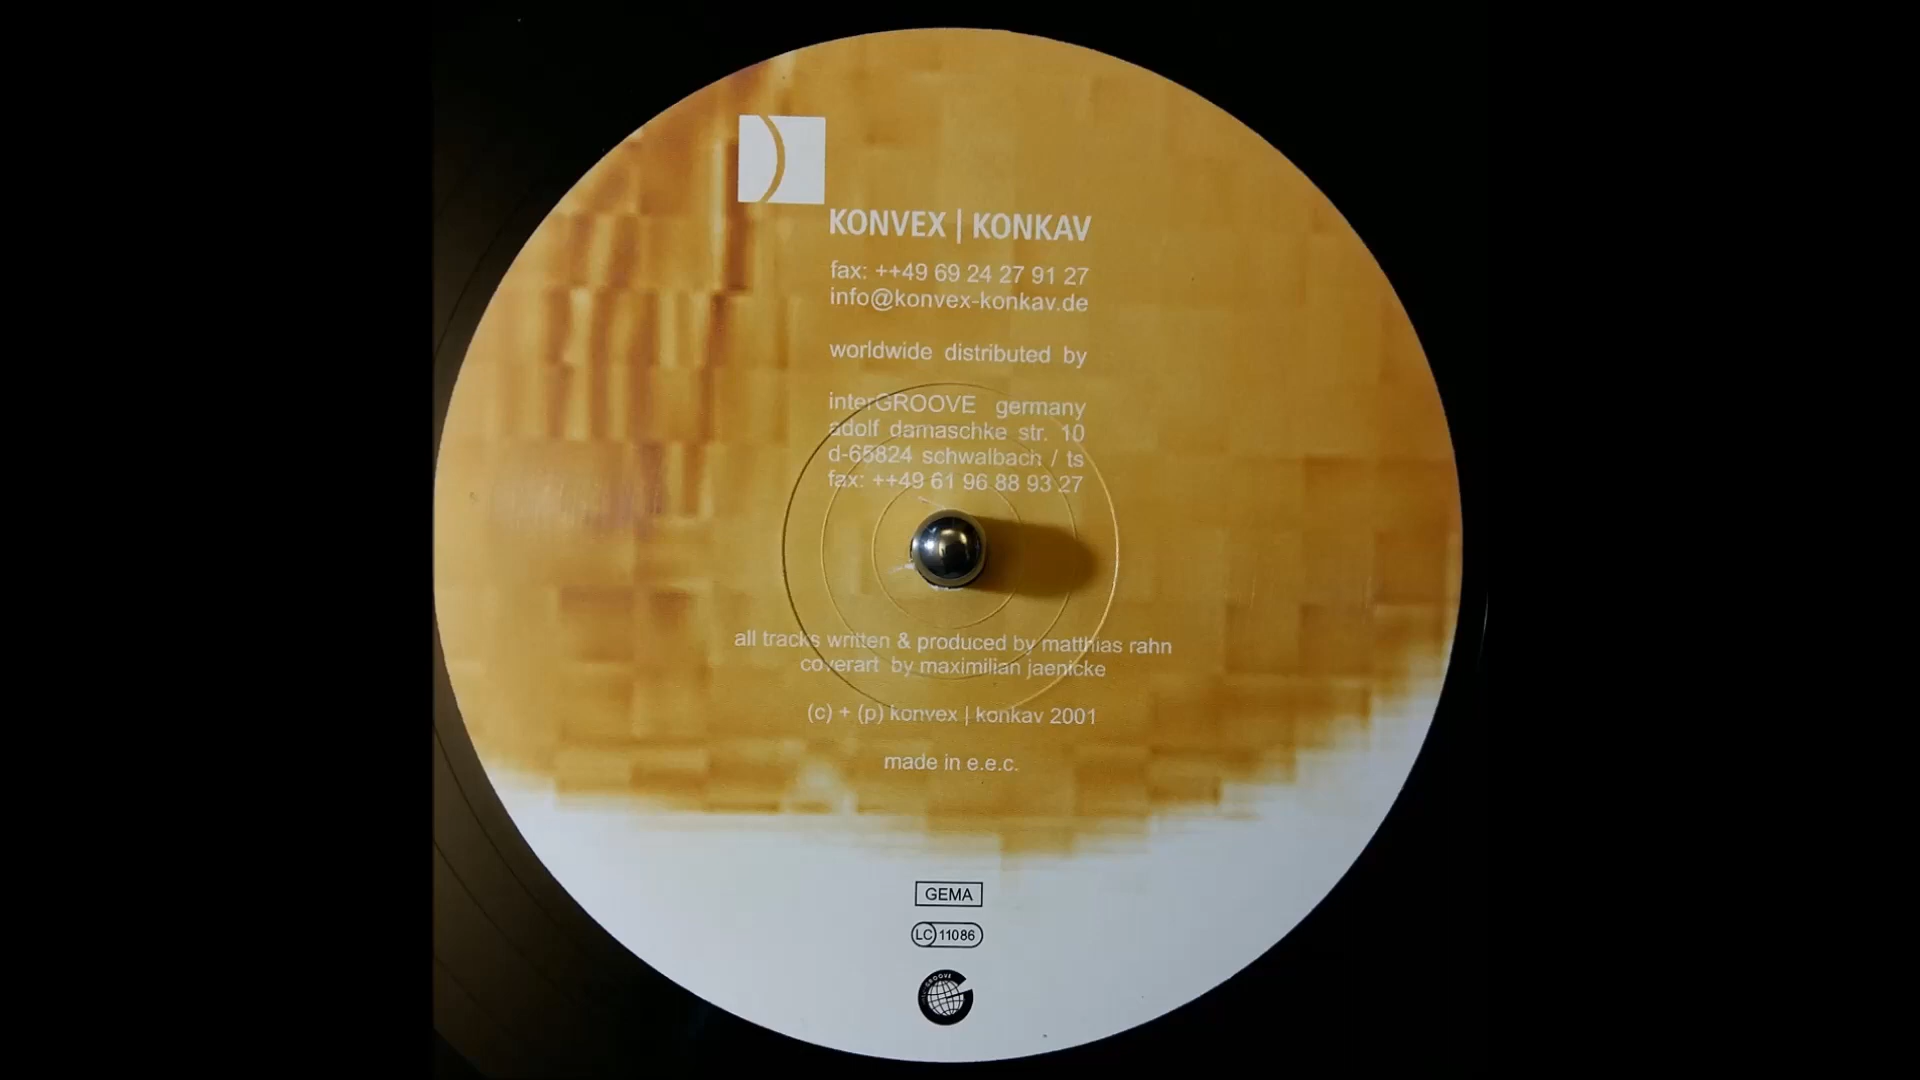 KONVEX | KONKAV
fax: ++49 69 24 27 91 27
info@konvex-konkav.de
worldwide distributed by
interGROOVE germany
adolf damaschke str. 10
d-65824 schwalbach / ts
fax: ++49 61 96 88 93 27
all tracks written & produced by matthias rahn
coverart by maximilian jaenicke
(c) + (p) konvex | konkav 2001
made in e.e.c.
GEMA
LC 11086
GROOVE